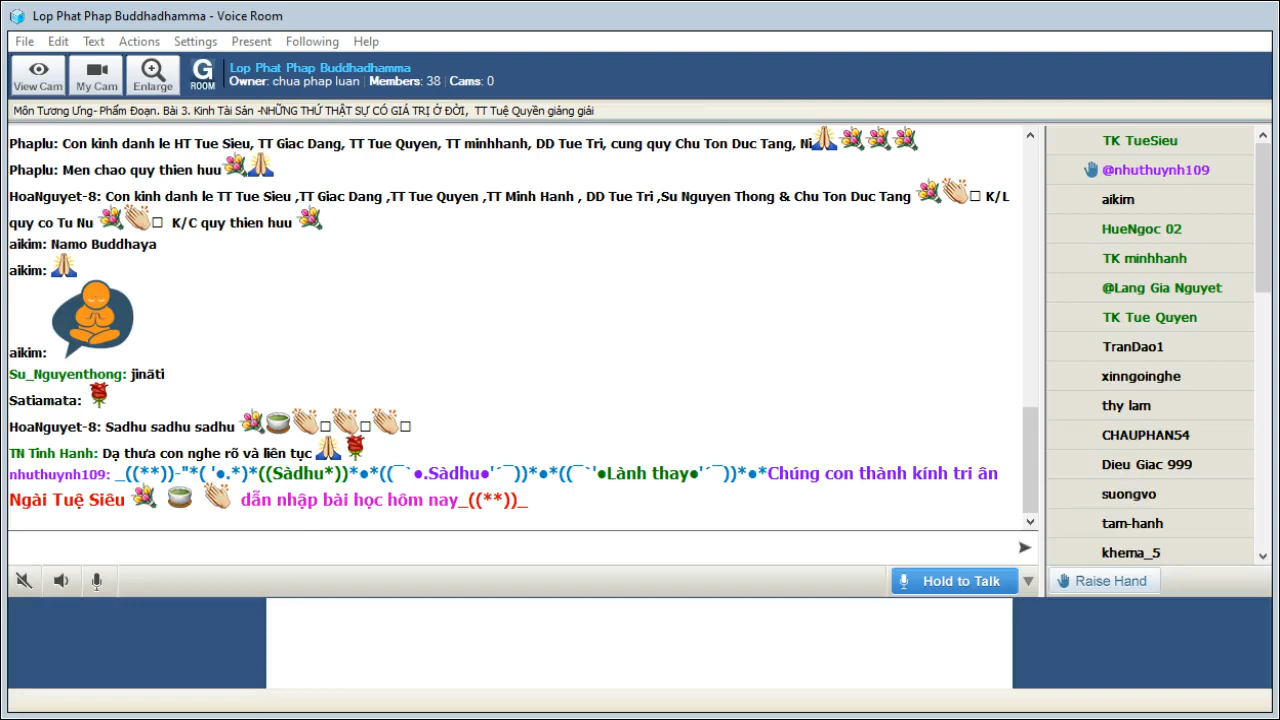 Lop Phat Phap Buddhadhamma - Voice Room
File Edit Text Actions Settings Present Following Help
View Cam My Cam Enlarge G ROOM
Lop Phat Phap Buddhadhamma
Owner: chua phap luan Members: 38 Cams: 0
Môn Tương Ưng- Phẩm Đoạn. Bài 3. Kinh Tài Sản -NHỮNG THỨ THẬT SỰ CÓ GIÁ TRỊ Ở ĐỜI, TT Tuệ Quyền giảng giải
Phaplu: Con kinh danh le HT Tue Sieu, TT Giac Dang, TT Tue Quyen, TT minhhanh, DD Tue Tri, cung quy Chu Ton Duc Tang, Ni
Phaplu: Men chao quy thien huu
HoaNguyet-8: Con kinh danh le TT Tue Sieu ,TT Giac Dang ,TT Tue Quyen ,TT Minh Hanh , DD Tue Tri ,Su Nguyen Thong & Chu Ton Duc Tang K/L
quy co Tu Nu K/C quy thien huu
aikim: Namo Buddhaya
aikim:
aikim:
Su_Nguyenthong: jināti
Satiamata:
HoaNguyet-8: Sadhu sadhu sadhu
TN Tinh Hanh: Dạ thưa con nghe rõ và liên tục
nhuthuynh109: _((**))-"*( '●.*)*((Sàdhu*))*●*((¯`●.Sàdhu●'´¯))*●*((¯`'●Lành thay●'´¯))*●*Chúng con thành kính tri ân
Ngài Tuệ Siêu dẫn nhập bài học hôm nay_((**))_
TK TueSieu
@nhuthuynh109
aikim
HueNgoc 02
TK minhhanh
@Lang Gia Nguyet
TK Tue Quyen
TranDao1
xinngoinghe
thy lam
CHAUPHAN54
Dieu Giac 999
suongvo
tam-hanh
khema_5
Hold to Talk
Raise Hand